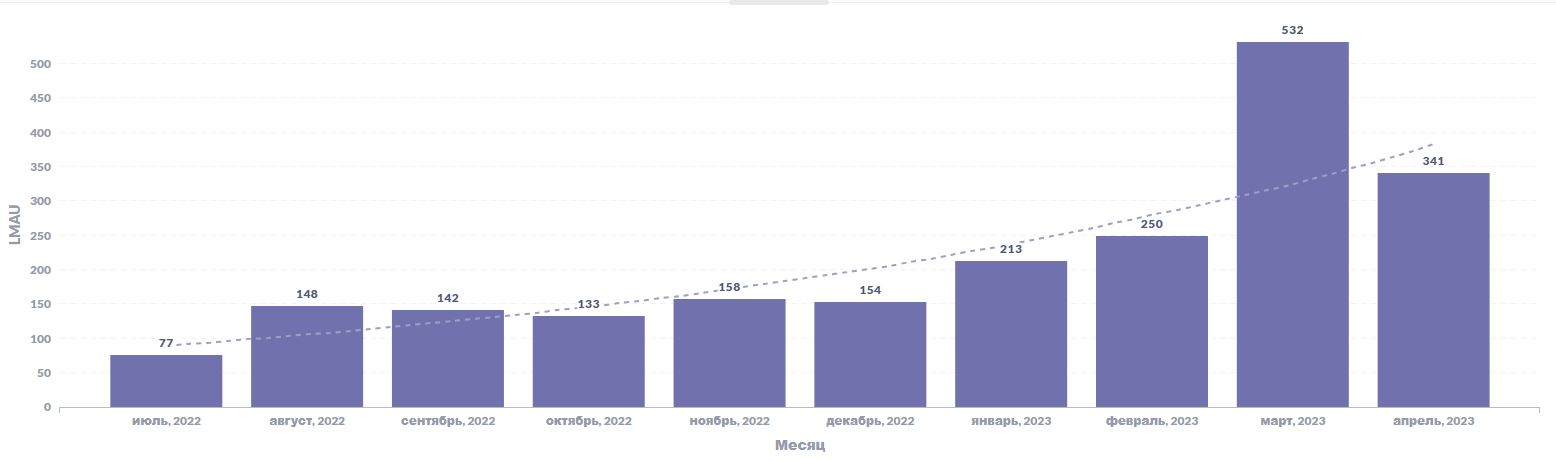 532
500
450
400
350
300
250
200
150
100
50
0
LMAU
77
148
142
133
158
154
213
250
341
июль, 2022
август, 2022
сентябрь, 2022
октябрь, 2022
ноябрь, 2022
декабрь, 2022
январь, 2023
февраль, 2023
март, 2023
апрель, 2023
Месяц